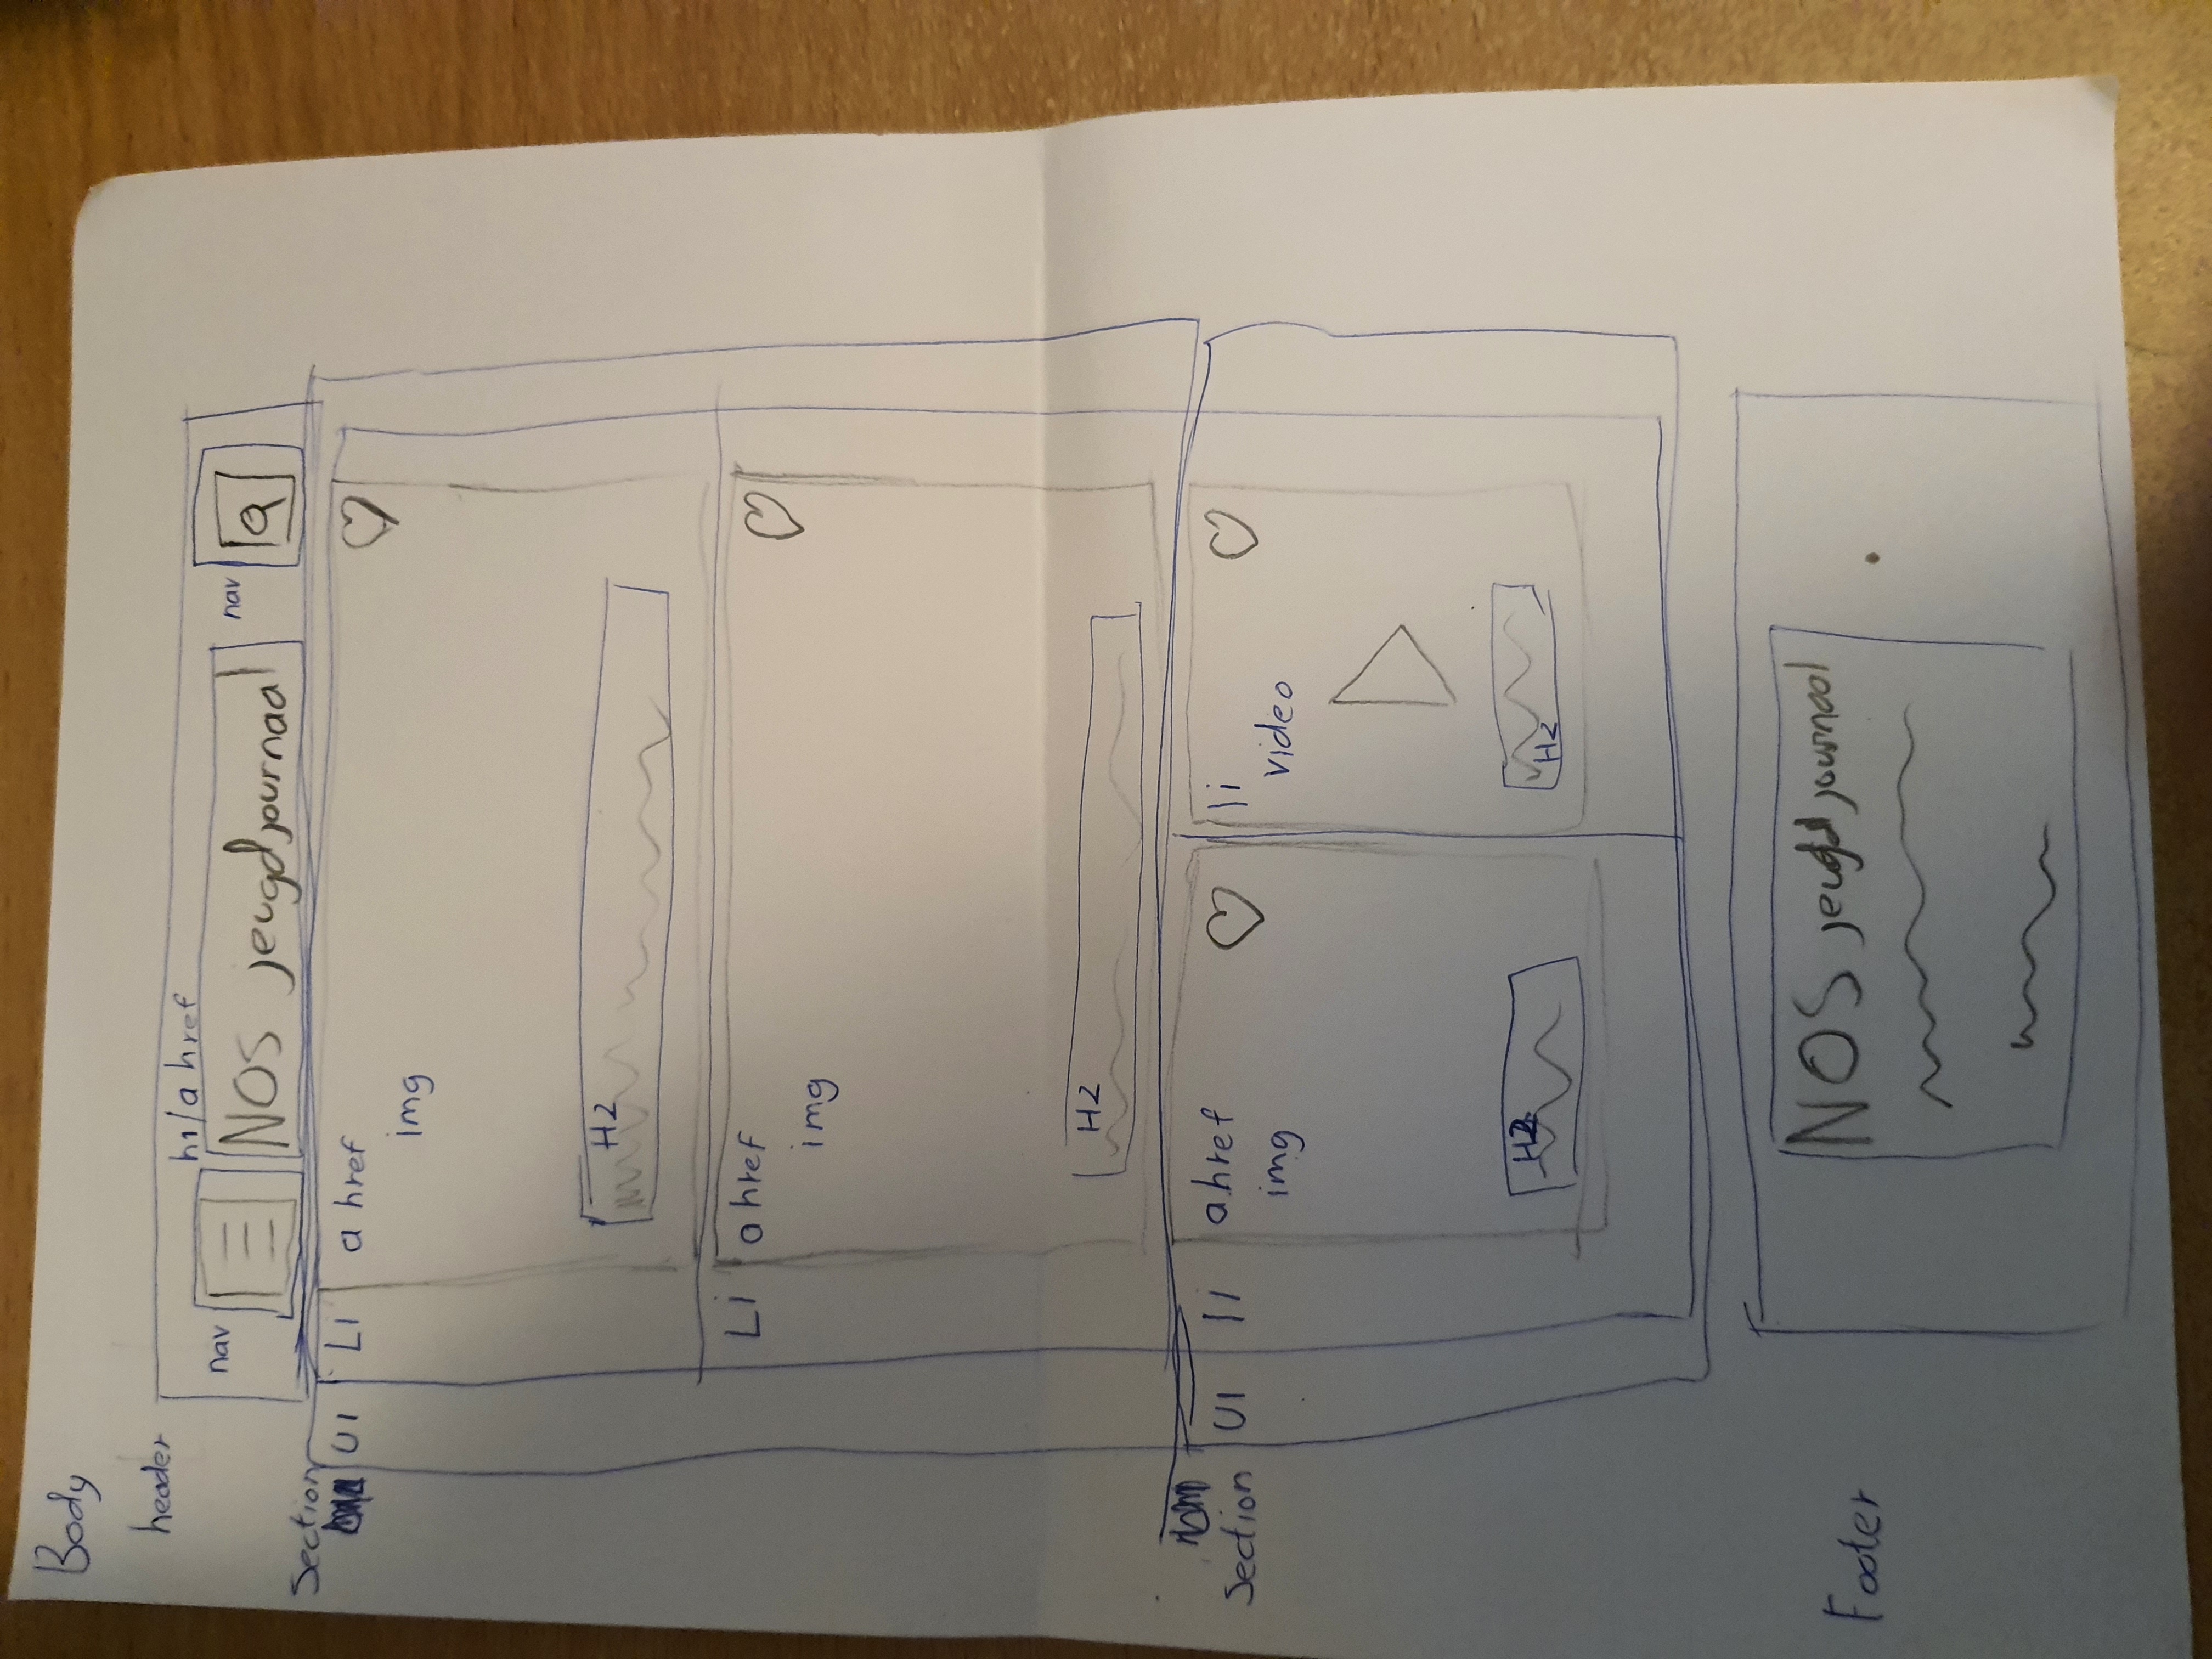 Body
header
h1/a href
nav
NOS jeugdjournaal
nav
Section
Ul Li a href
img
H2
Li a href
img
H2
Section
Ul li a href li
img video
H2 H2
NOS jeugdjournaal
Footer